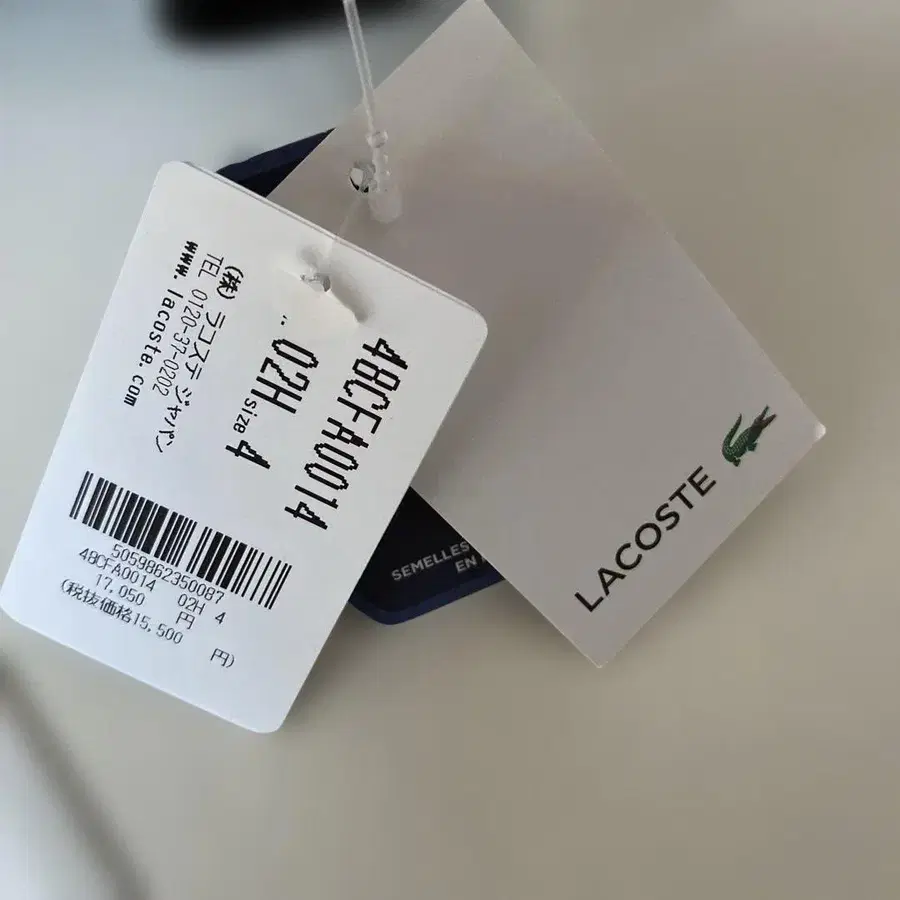 48CFA0014
02H size 4
(株) ラコステ ジャパン
TEL 0120-37-0202
www.lacoste.com
5059862350087
48CFA0014 02H 4
17,050 円
(税抜価格15,500 円)
LACOSTE
SEMELLES
EN